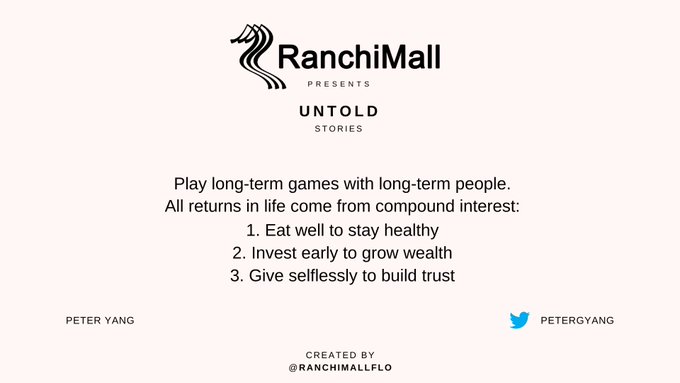 RanchiMall
PRESENTS
UNTOLD
STORIES
Play long-term games with long-term people.
All returns in life come from compound interest:
1. Eat well to stay healthy
2. Invest early to grow wealth
3. Give selflessly to build trust
PETER YANG
PETERGYANG
CREATED BY
@RANCHIMALLFLO